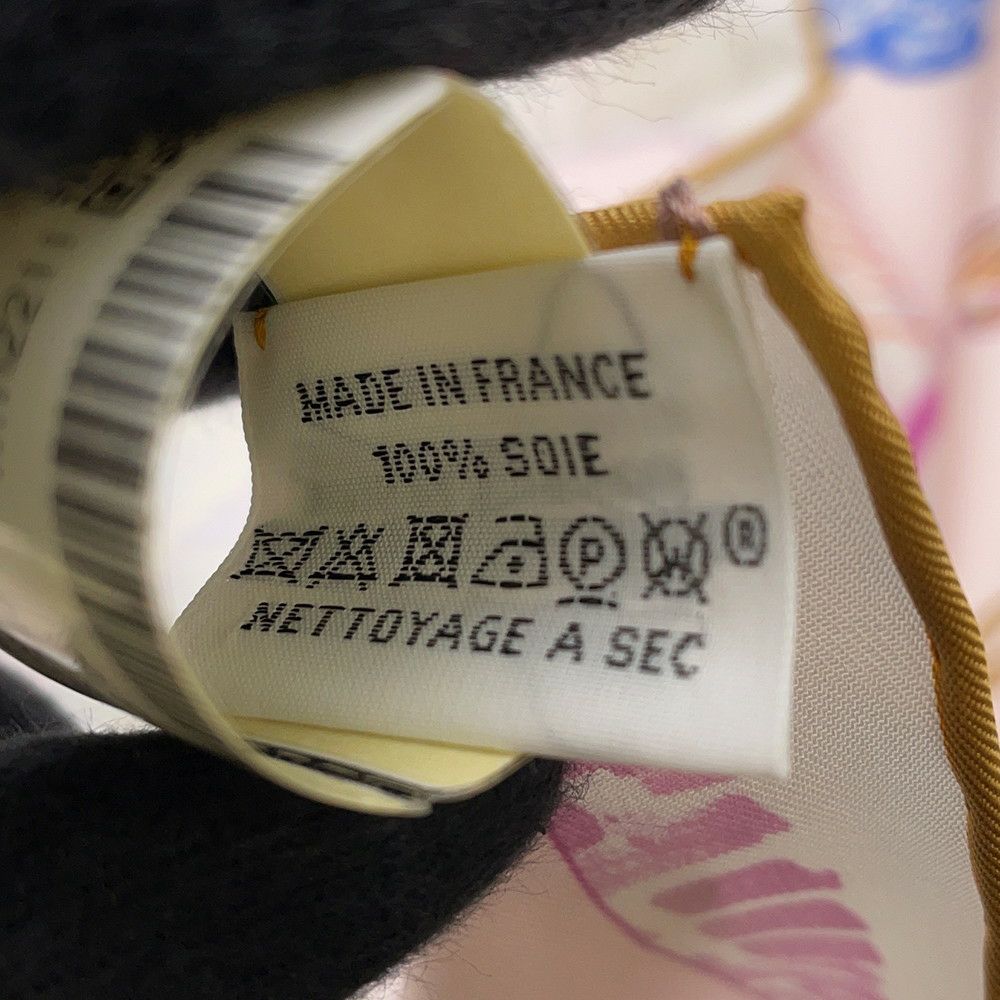 MADE IN FRANCE
100% SOIE
P W ®
NETTOYAGE A SEC